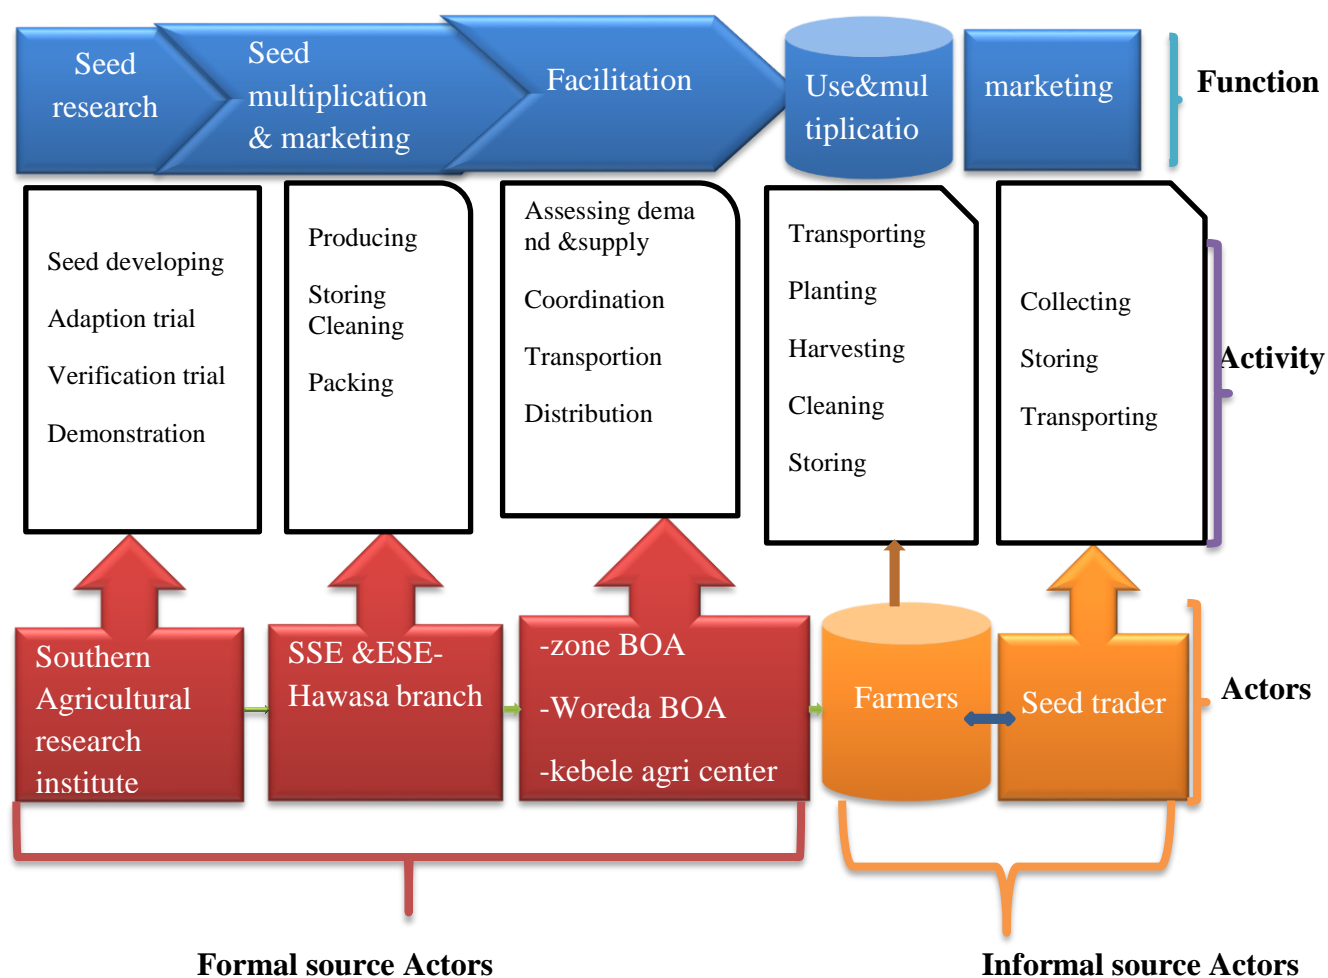 Seed
research
Seed
multiplication
& marketing
Facilitation
Use&mul
tiplicatio
marketing
Function
Seed developing
Adaption trial
Verification trial
Demonstration
Producing
Storing
Cleaning
Packing
Assessing dema
nd &supply
Coordination
Transportion
Distribution
Transporting
Planting
Harvesting
Cleaning
Storing
Collecting
Storing
Transporting
Activity
Southern
Agricultural
research
institute
SSE &ESE-
Hawasa branch
-zone BOA
-Woreda BOA
-kebele agri center
Farmers
Seed trader
Actors
Formal source Actors
Informal source Actors